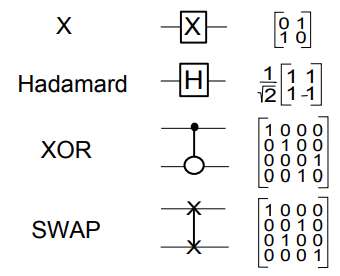 X X 0 1
1 0
Hadamard H 1/√2 1 1
1 -1
XOR 1 0 0 0
0 1 0 0
0 0 0 1
0 0 1 0
SWAP 1 0 0 0
0 0 1 0
0 1 0 0
0 0 0 1